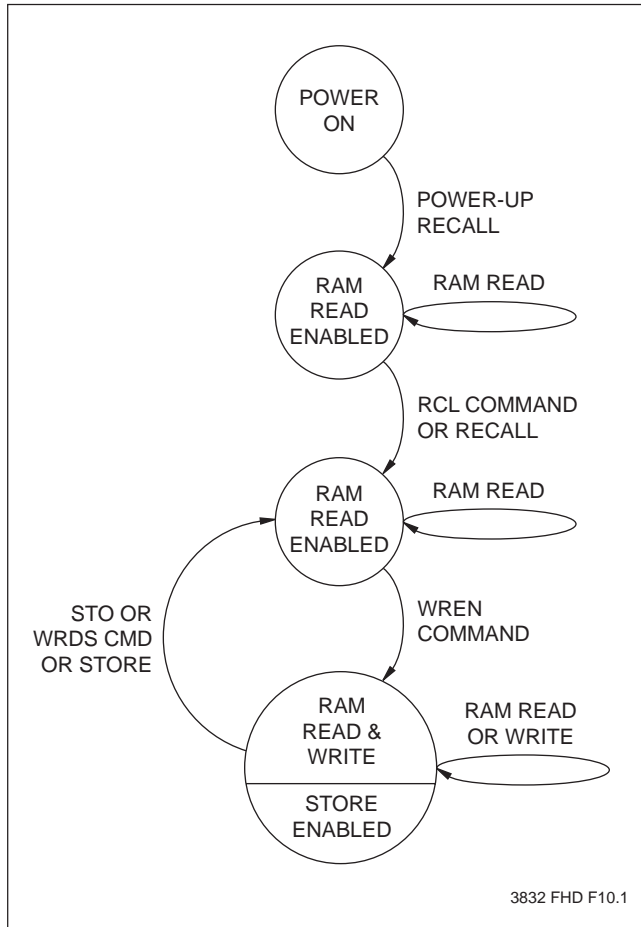 POWER
ON
POWER-UP
RECALL
RAM
READ
ENABLED
RAM READ
RCL COMMAND
OR RECALL
RAM
READ
ENABLED
RAM READ
STO OR
WRDS CMD
OR STORE
WREN
COMMAND
RAM
READ &
WRITE
RAM READ
OR WRITE
STORE
ENABLED
3832 FHD F10.1